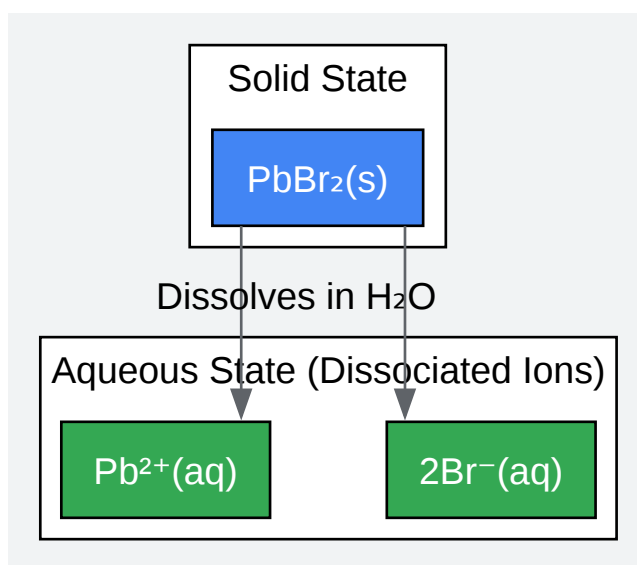 Solid State
PbBr₂(s)
Dissolves in H₂O
Aqueous State (Dissociated Ions)
Pb²⁺(aq)
2Br⁻(aq)